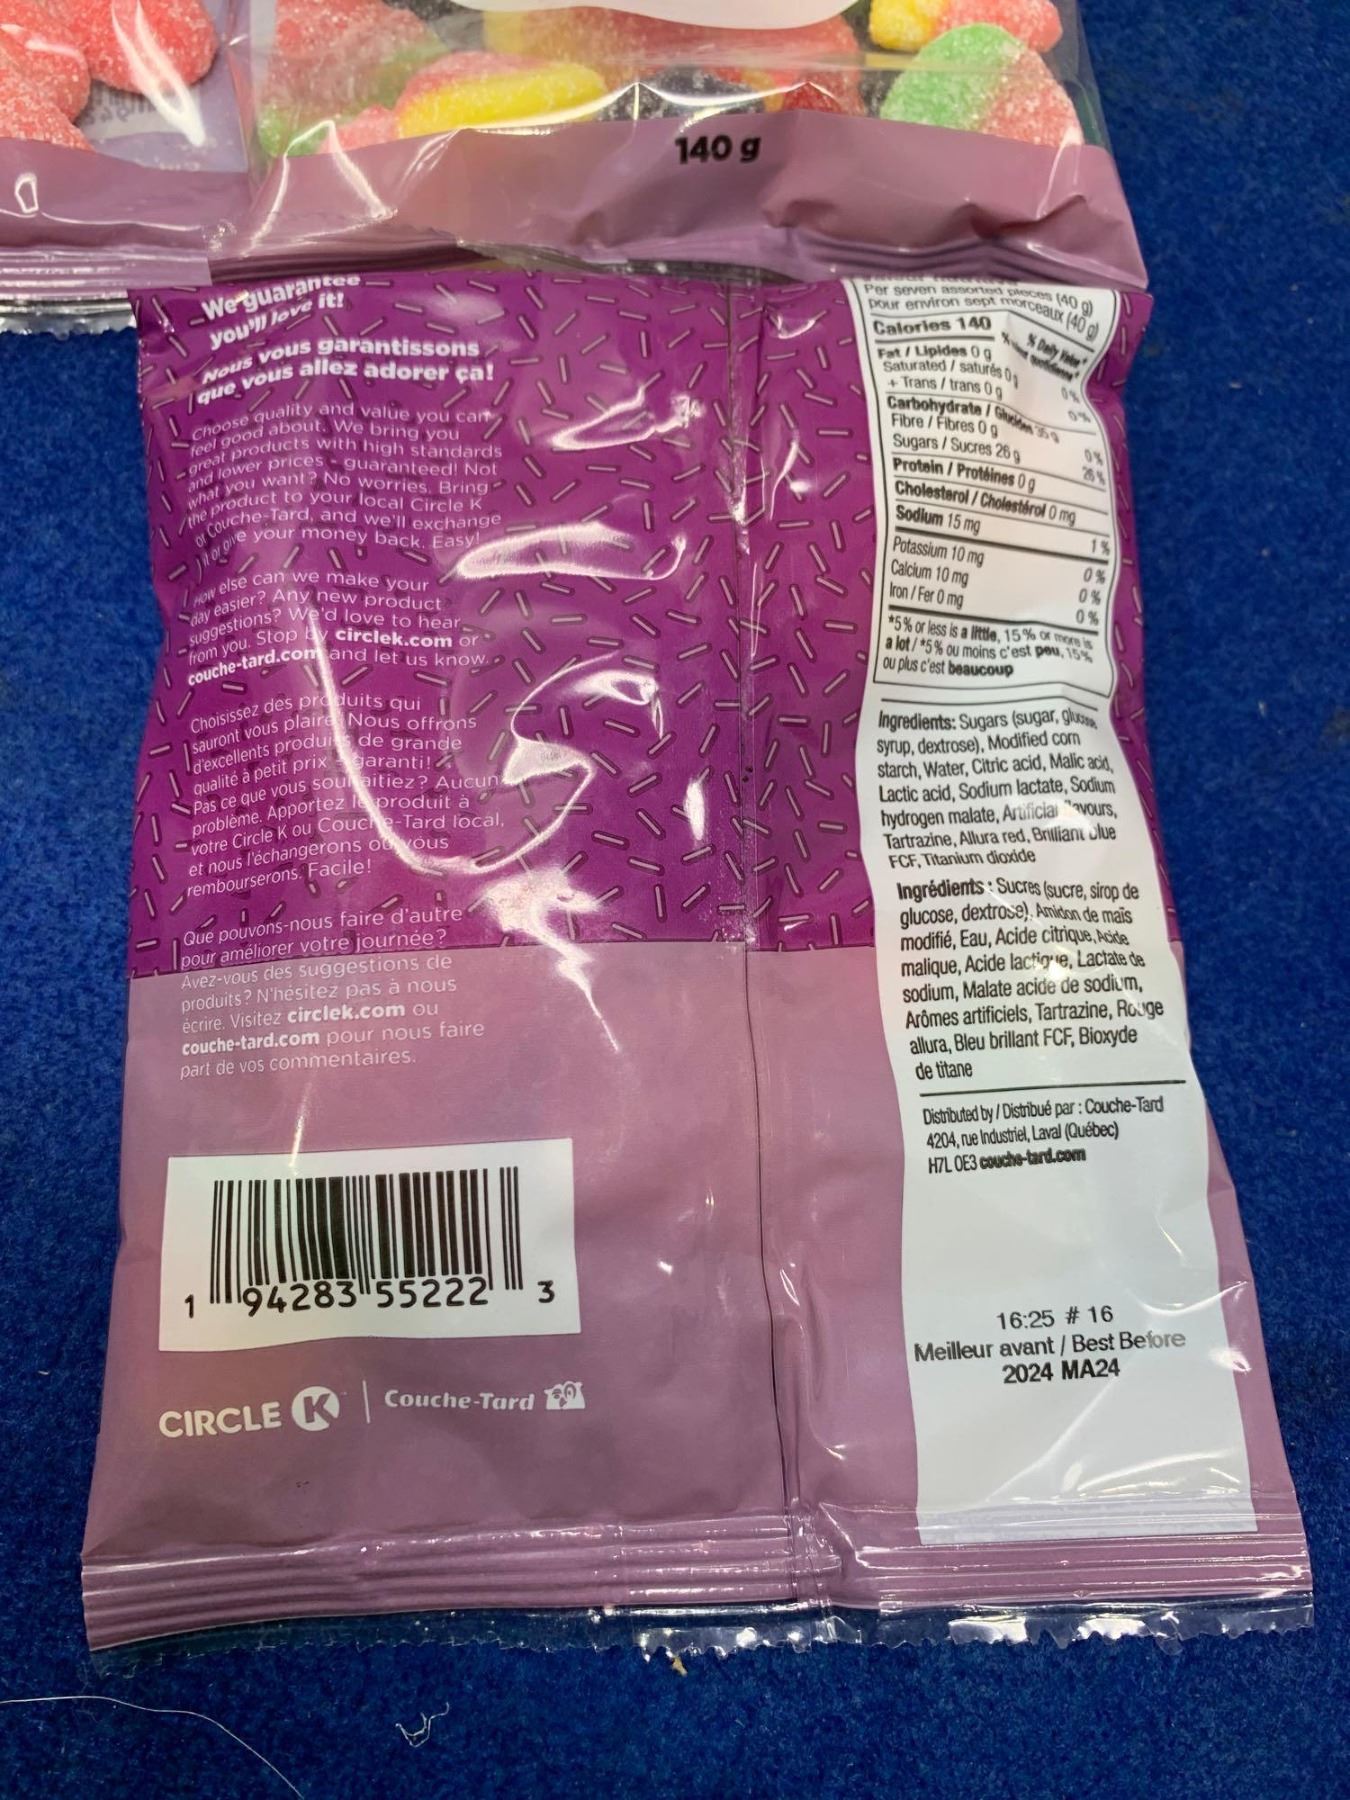 140 g
We guarantee
you'll love it!
Nous vous garantissons
que vous allez adorer ça!
Choose quality and value you can
feel good about. We bring you
great products with high standards
and lower prices - guaranteed! Not
what you want? No worries. Bring
the product to your local Circle K
or Couche-Tard, and we'll exchange
it or give your money back. Easy!
How else can we make your
day easier? Any new product
suggestions? We'd love to hear
from you. Stop by circlek.com or
couche-tard.com and let us know.
Choisissez des produits qui
sauront vous plaire. Nous offrons
d'excellents produits de grande
qualité à petit prix - garanti!
Pas ce que vous souhaitiez? Aucun
problème. Apportez le produit à
votre Circle K ou Couche-Tard local,
et nous l'échangerons ou vous
rembourserons. Facile!
Que pouvons-nous faire d'autre
pour améliorer votre journée?
Avez-vous des suggestions de
produits? N'hésitez pas à nous
écrire. Visitez circlek.com ou
couche-tard.com pour nous faire
part de vos commentaires.
1 94283 55222 3
CIRCLE K | Couche-Tard
Per seven assorted pieces (40 g)
pour environ sept morceaux (40 g)
Calories 140
% Daily Value*
% valeur quotidienne*
Fat / Lipides 0 g 0 %
Saturated / saturés 0 g
+ Trans / trans 0 g 0 %
Carbohydrate / Glucides 35 g
Fibre / Fibres 0 g 0 %
Sugars / Sucres 26 g 26 %
Protein / Protéines 0 g
Cholesterol / Cholestérol 0 mg
Sodium 15 mg 1 %
Potassium 10 mg 0 %
Calcium 10 mg 0 %
Iron / Fer 0 mg 0 %
*5 % or less is a little, 15 % or more is
a lot / *5 % ou moins c'est peu, 15 %
ou plus c'est beaucoup
Ingredients: Sugars (sugar, glucose
syrup, dextrose), Modified corn
starch, Water, Citric acid, Malic acid,
Lactic acid, Sodium lactate, Sodium
hydrogen malate, Artificial flavours,
Tartrazine, Allura red, Brilliant blue
FCF, Titanium dioxide
Ingrédients : Sucres (sucre, sirop de
glucose, dextrose), Amidon de maïs
modifié, Eau, Acide citrique, Acide
malique, Acide lactique, Lactate de
sodium, Malate acide de sodium,
Arômes artificiels, Tartrazine, Rouge
allura, Bleu brillant FCF, Bioxyde
de titane
Distributed by / Distribué par : Couche-Tard
4204, rue Industriel, Laval (Québec)
H7L 0E3 couche-tard.com
16:25 # 16
Meilleur avant / Best Before
2024 MA24